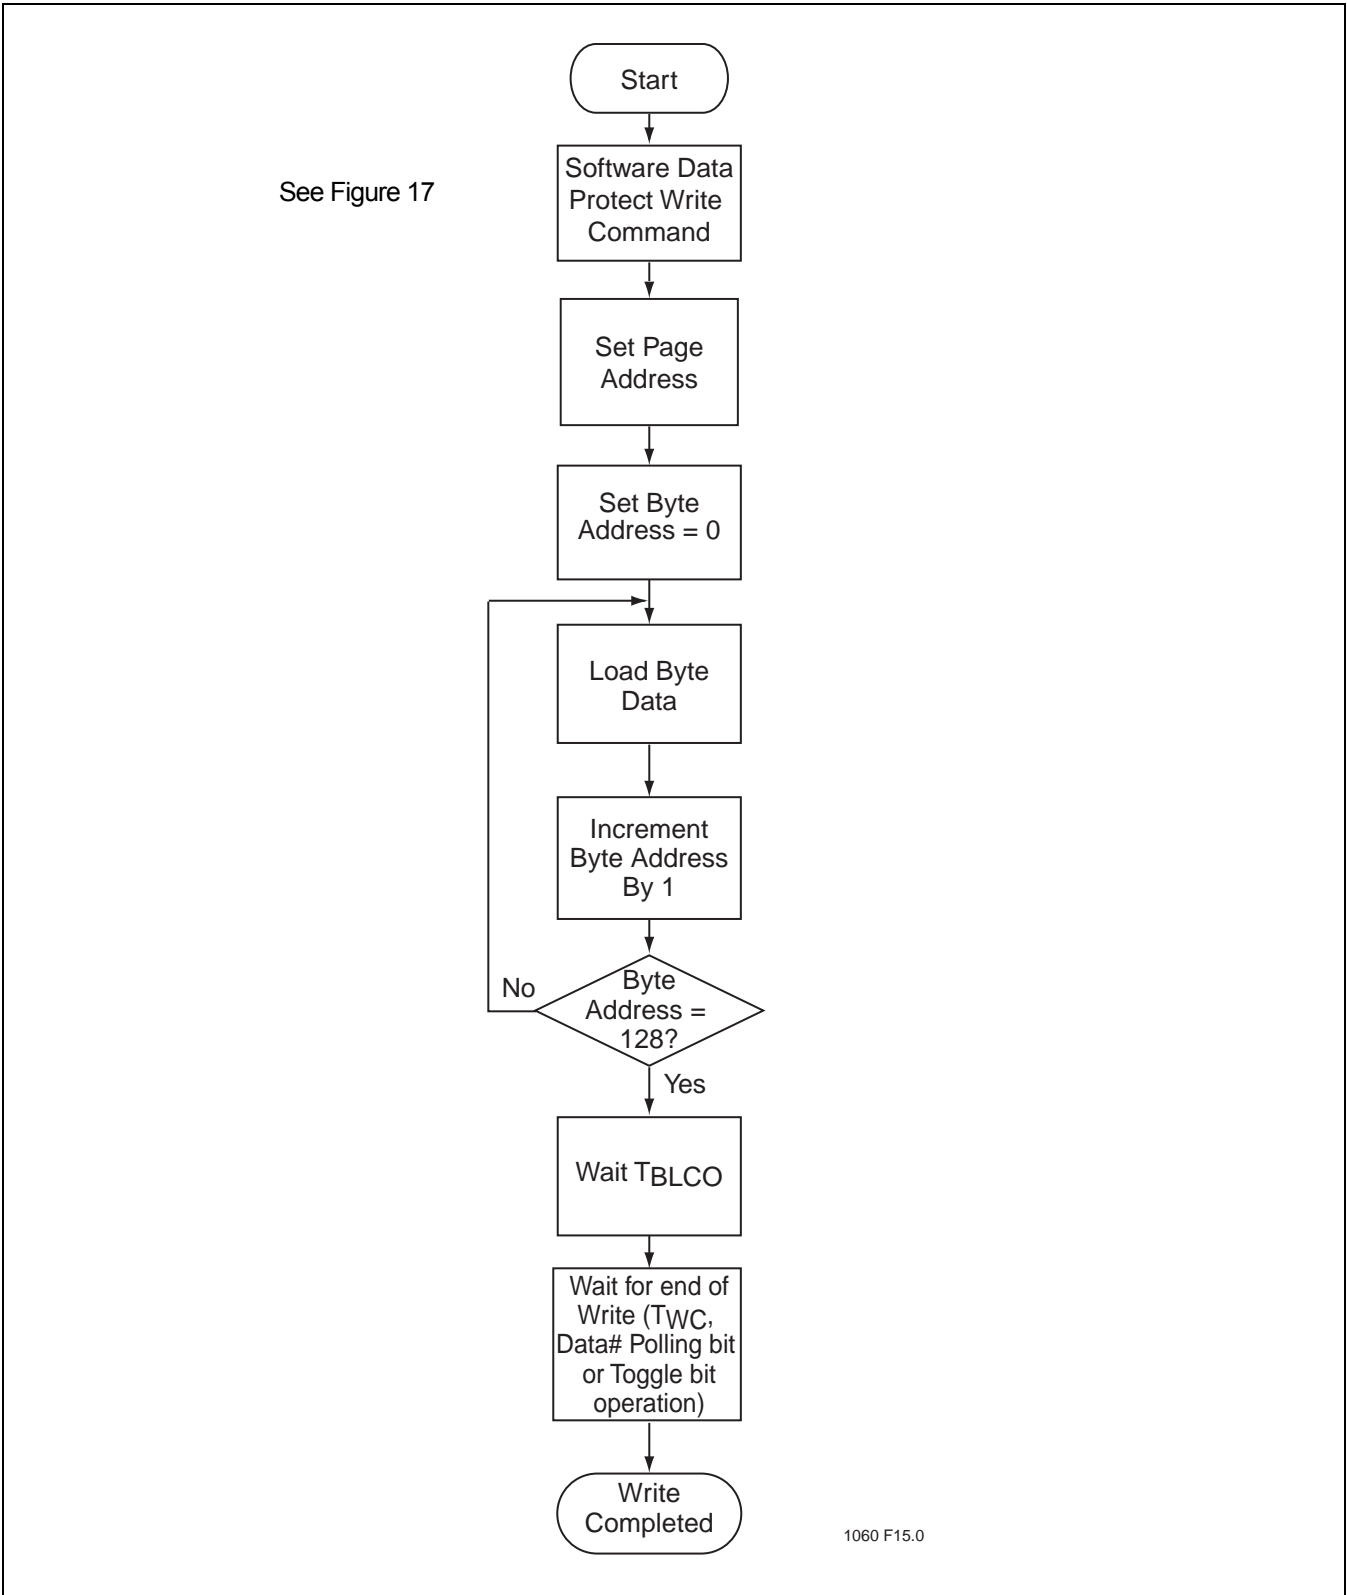 Start
See Figure 17
Software Data
Protect Write
Command
Set Page
Address
Set Byte
Address = 0
Load Byte
Data
Increment
Byte Address
By 1
No
Byte
Address =
128?
Yes
Wait TBLCO
Wait for end of
Write (TWC,
Data# Polling bit
or Toggle bit
operation)
Write
Completed
1060 F15.0